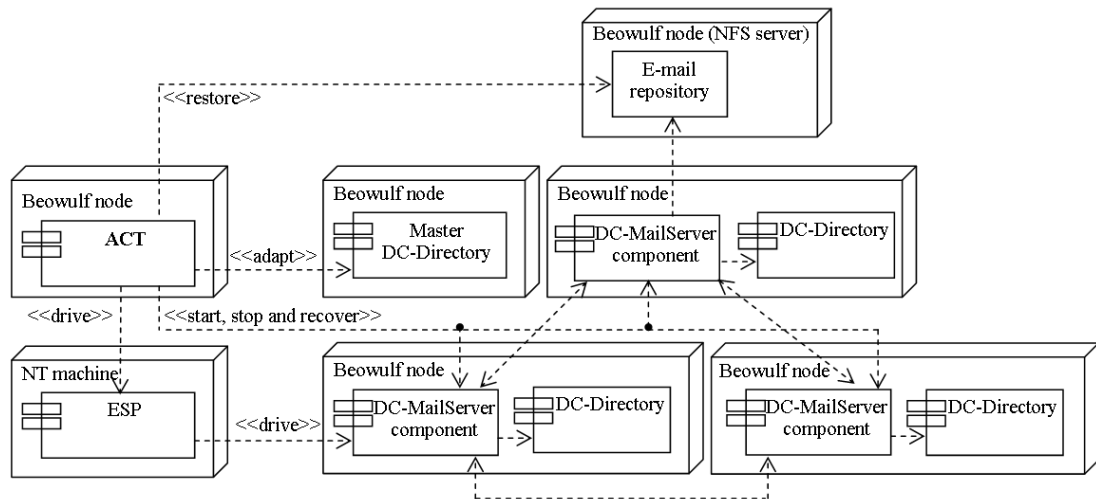 Beowulf node (NFS server)
E-mail
repository
<<restore>>
Beowulf node
ACT
Beowulf node
Master
DC-Directory
<<adapt>>
Beowulf node
DC-MailServer
component
DC-Directory
<<drive>>
<<start, stop and recover>>
NT machine
ESP
<<drive>>
Beowulf node
DC-MailServer
component
DC-Directory
Beowulf node
DC-MailServer
component
DC-Directory